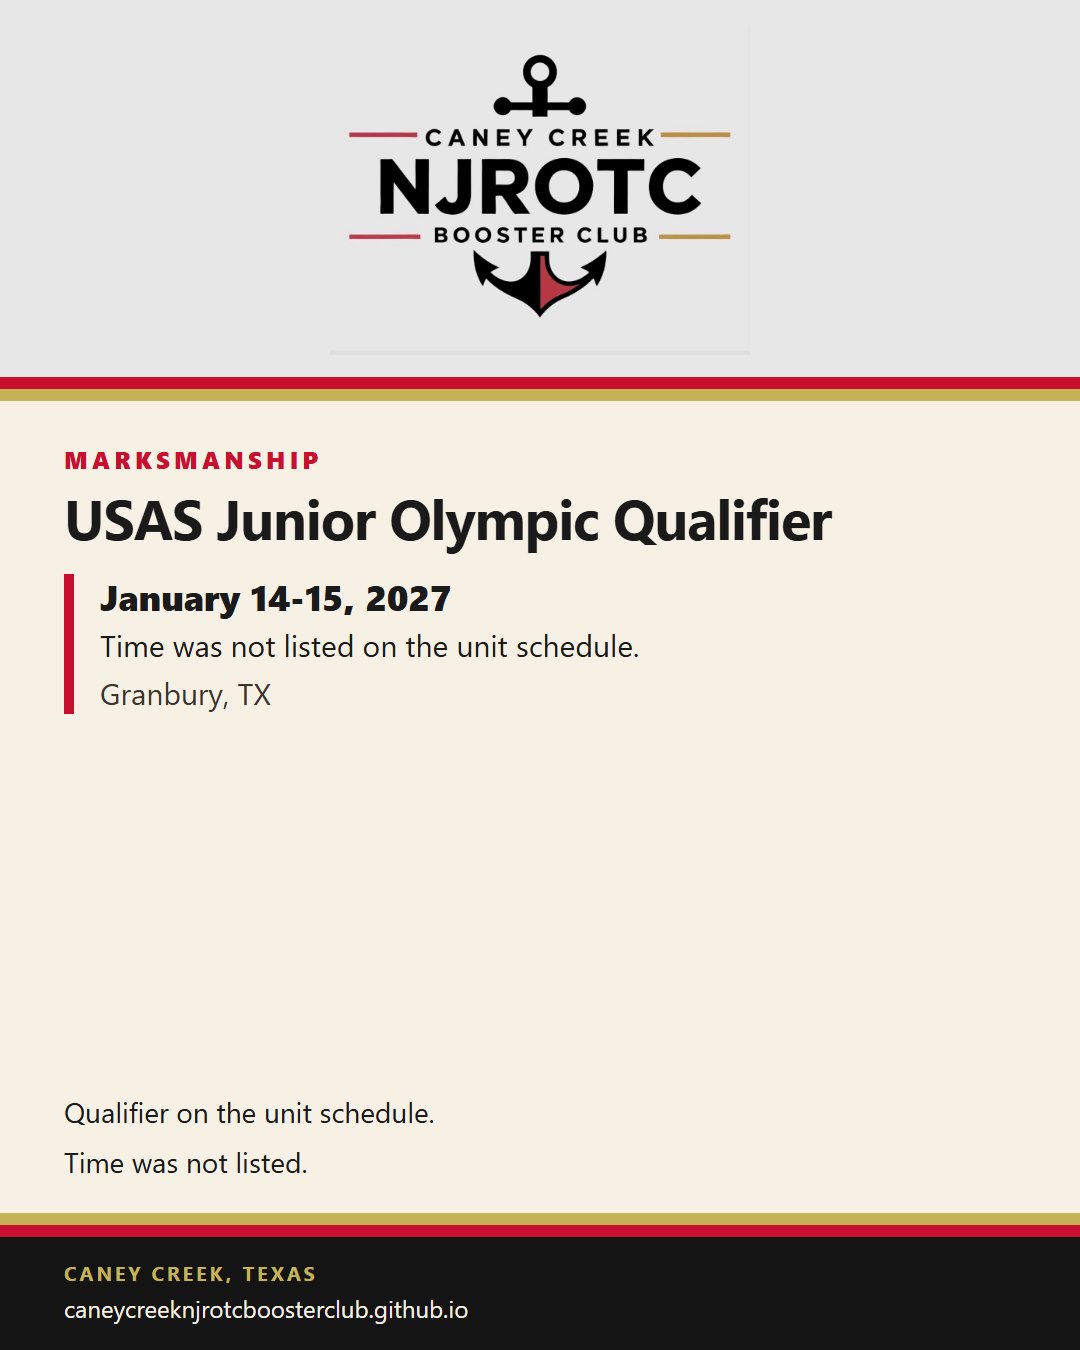 CANEY CREEK
NJROTC
BOOSTER CLUB
MARKSMANSHIP
USAS Junior Olympic Qualifier
January 14-15, 2027
Time was not listed on the unit schedule.
Granbury, TX
Qualifier on the unit schedule.
Time was not listed.
CANEY CREEK, TEXAS
caneycreeknjrotcboosterclub.github.io